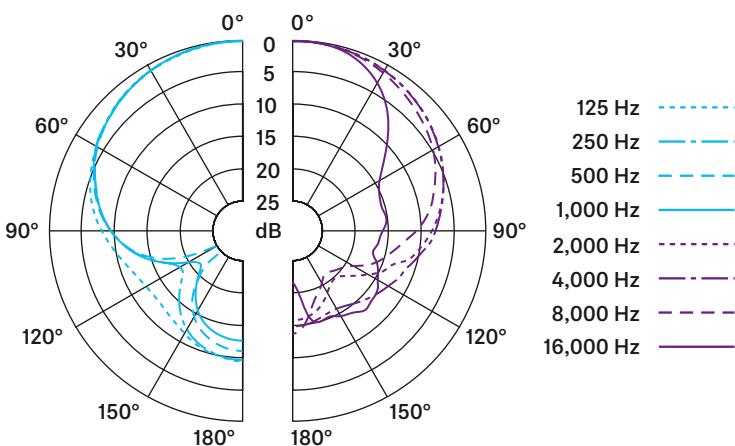 0° 0°
30° 0 30°
5
10
60° 15 60°
20
25
90° dB 90°
120° 120°
150° 150°
180° 180°
125 Hz
250 Hz
500 Hz
1,000 Hz
2,000 Hz
4,000 Hz
8,000 Hz
16,000 Hz